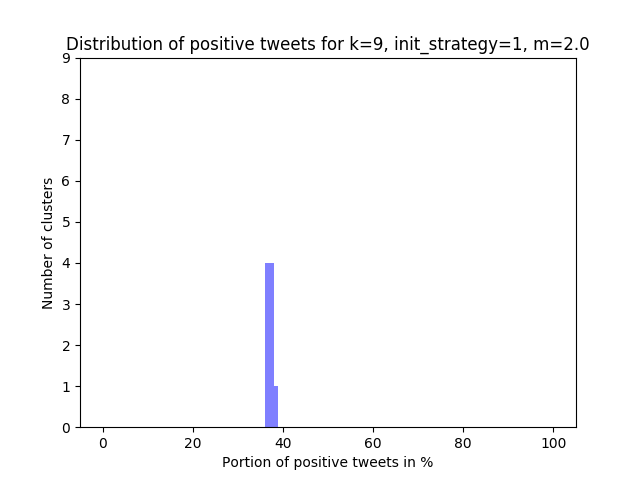 Distribution of positive tweets for k=9, init_strategy=1, m=2.0
9
8
7
6
5
4
3
2
1
0
Number of clusters
0 20 40 60 80 100
Portion of positive tweets in %